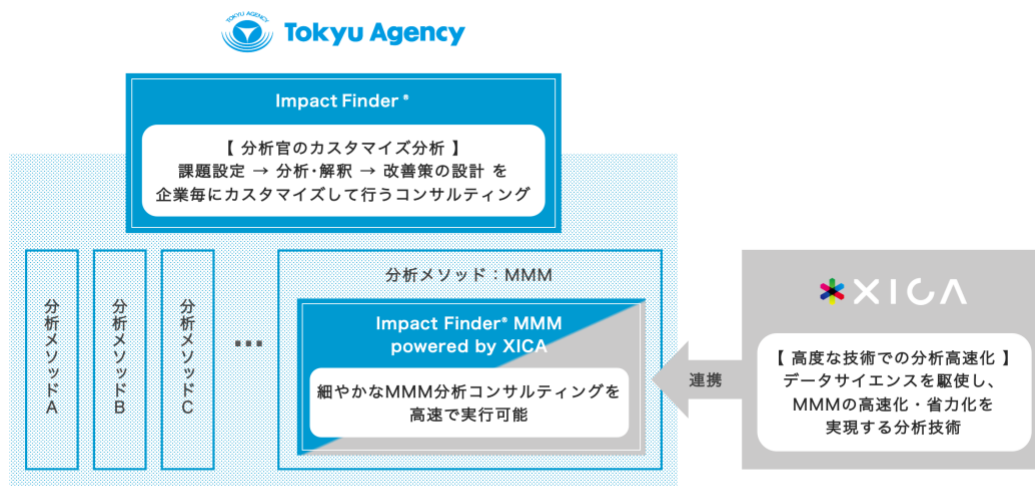 TOKYU AGENCY
Tokyu Agency
Impact Finder®
【 分析官のカスタマイズ分析 】
課題設定 → 分析・解釈 → 改善策の設計 を
企業毎にカスタマイズして行うコンサルティング
分析メソッドA
分析メソッドB
分析メソッドC
…
分析メソッド：MMM
Impact Finder® MMM
powered by XICA
細やかなMMM分析コンサルティングを
高速で実行可能
連携
XICA
【 高度な技術での分析高速化 】
データサイエンスを駆使し、
MMMの高速化・省力化を
実現する分析技術